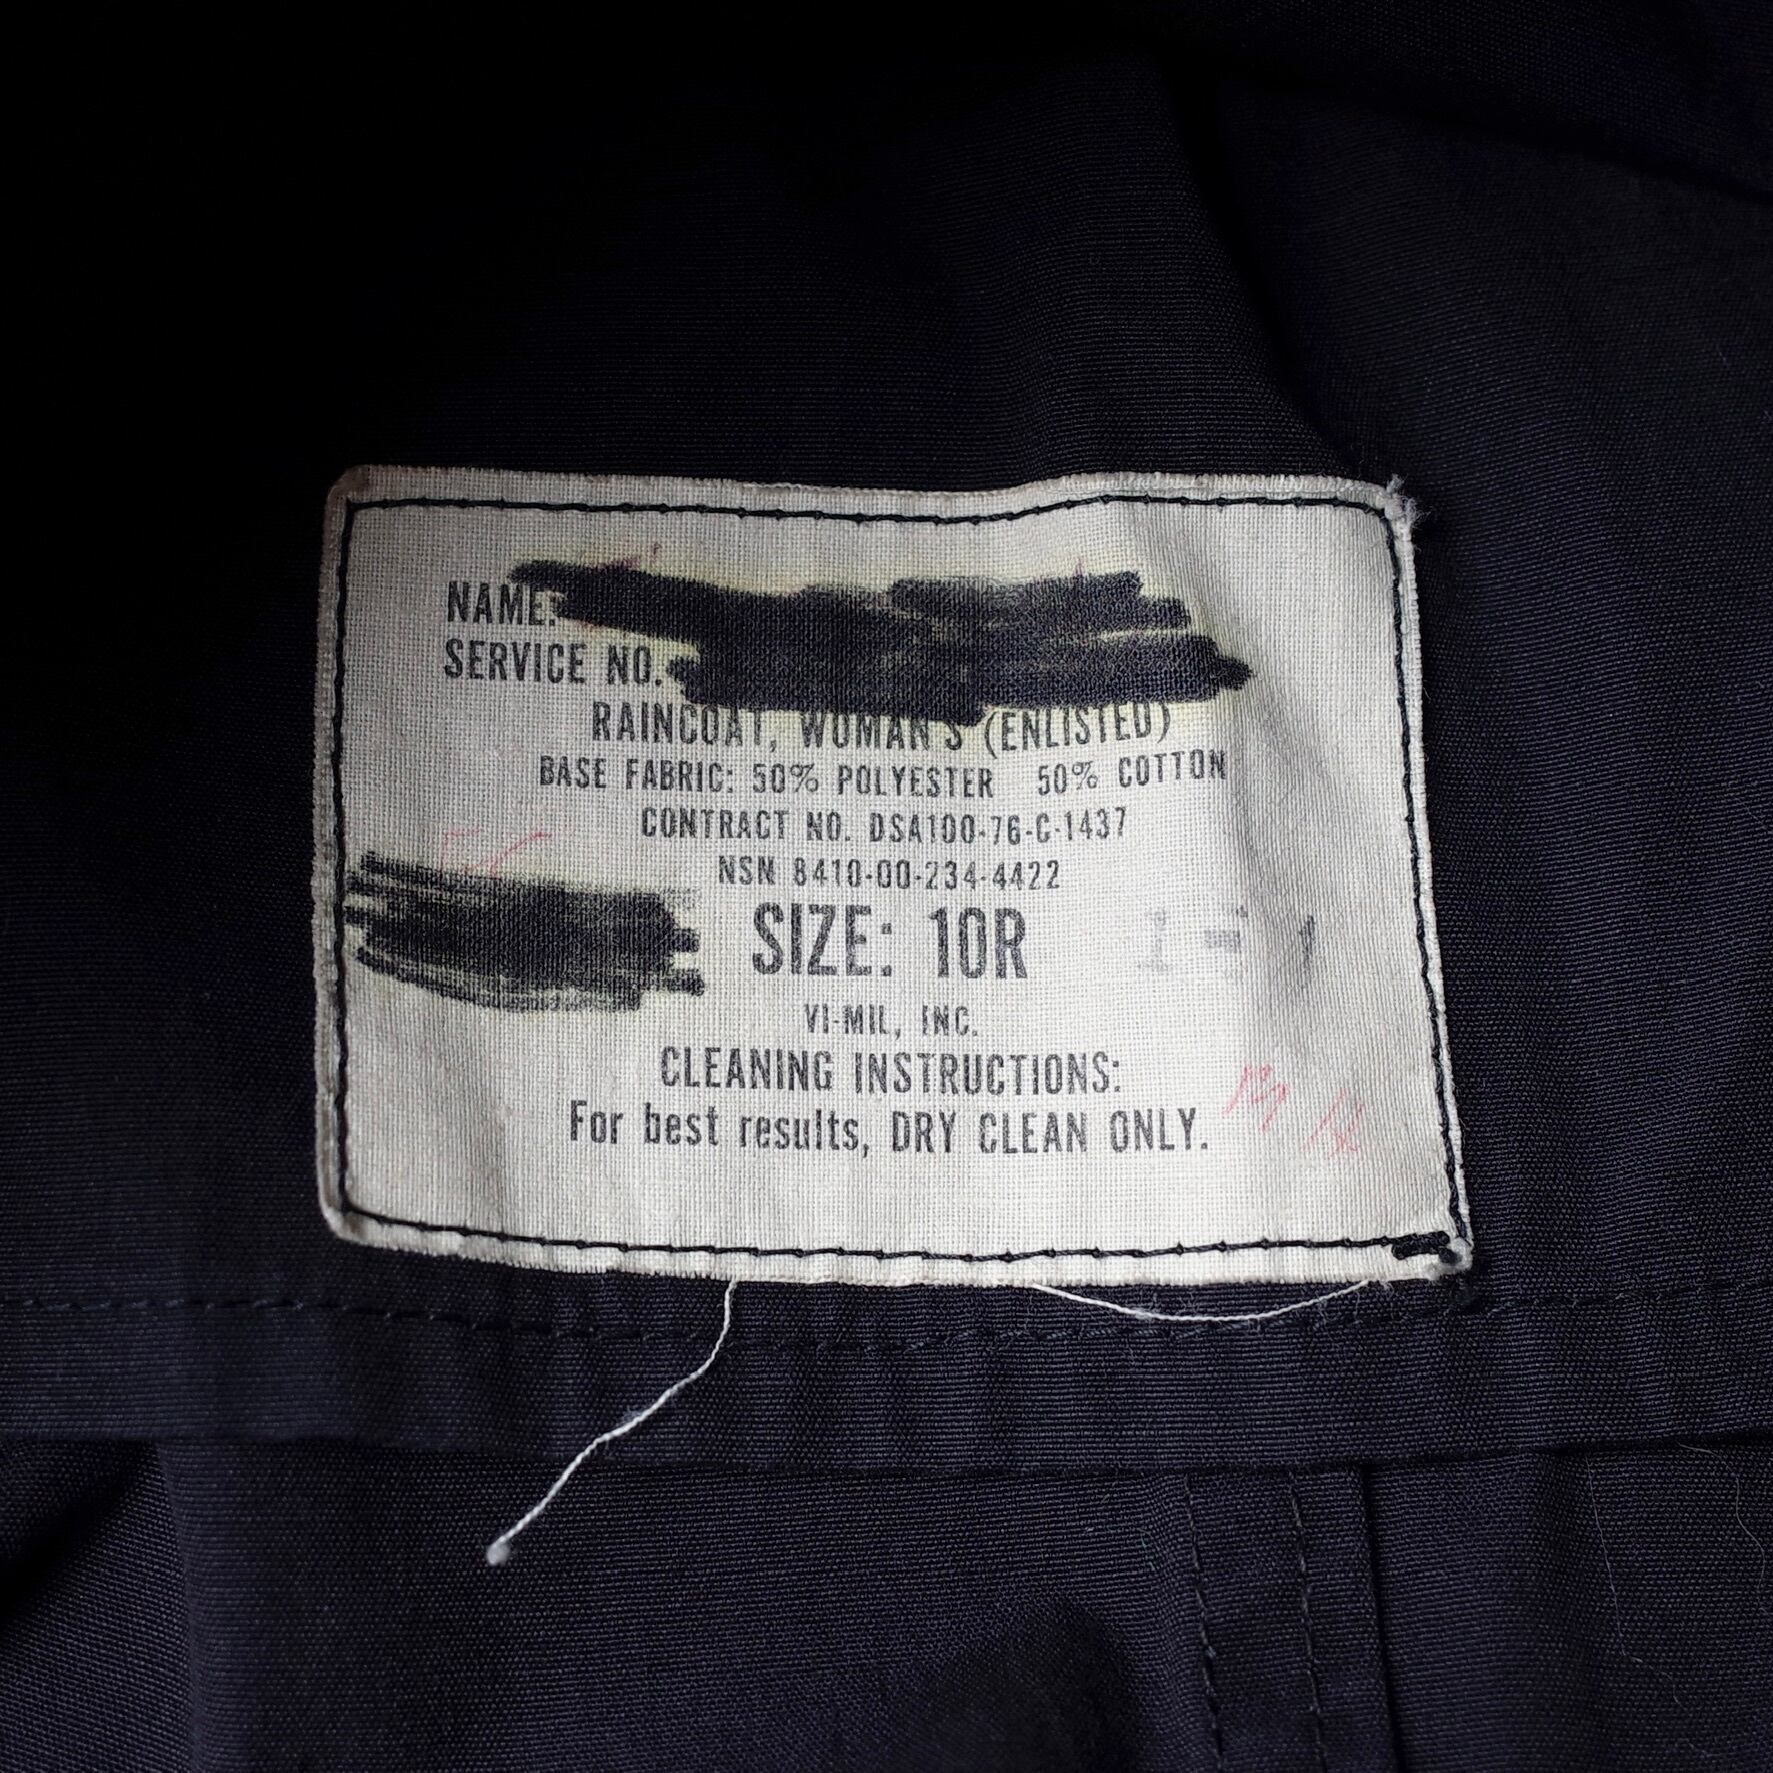 NAME:
SERVICE NO.
RAINCOAT, WOMAN'S (ENLISTED)
BASE FABRIC: 50% POLYESTER 50% COTTON
CONTRACT NO. DSA100-76-C-1437
NSN 8410-00-234-4422
SIZE: 10R
VI-MIL, INC.
CLEANING INSTRUCTIONS:
For best results, DRY CLEAN ONLY.